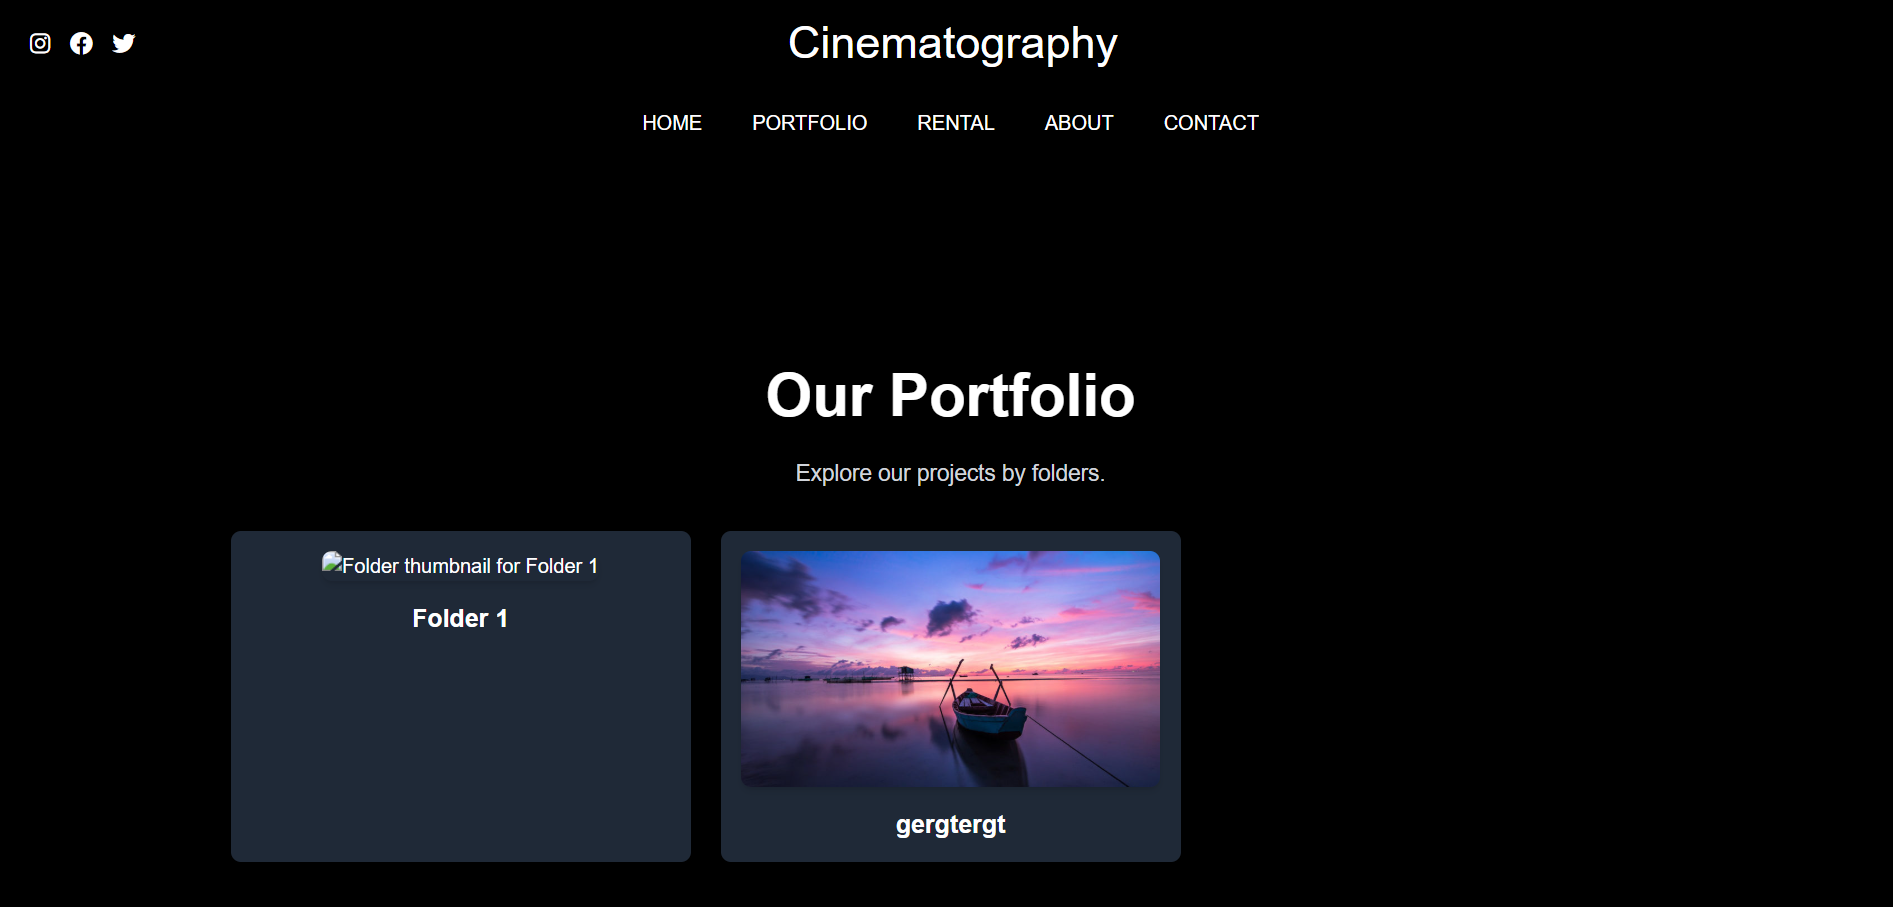 Cinematography
HOME PORTFOLIO RENTAL ABOUT CONTACT
Our Portfolio
Explore our projects by folders.
Folder thumbnail for Folder 1
Folder 1
gergtergt